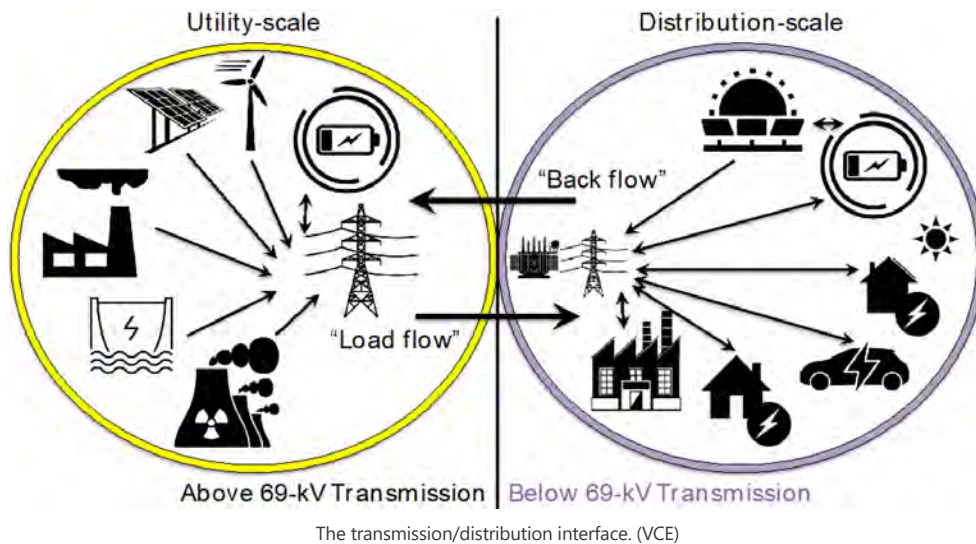 Utility-scale
Distribution-scale
“Back flow”
“Load flow”
Above 69-kV Transmission
Below 69-kV Transmission
The transmission/distribution interface. (VCE)